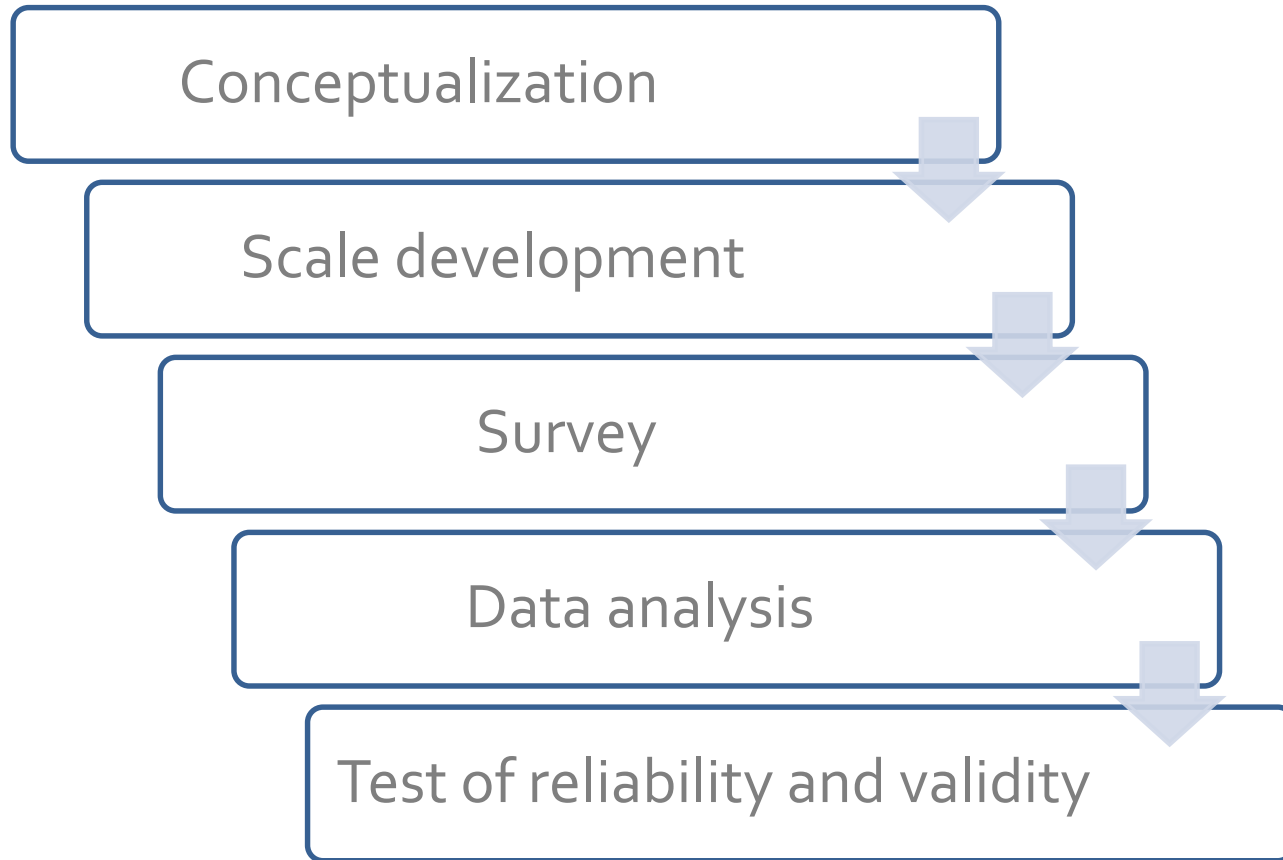 Conceptualization
Scale development
Survey
Data analysis
Test of reliability and validity